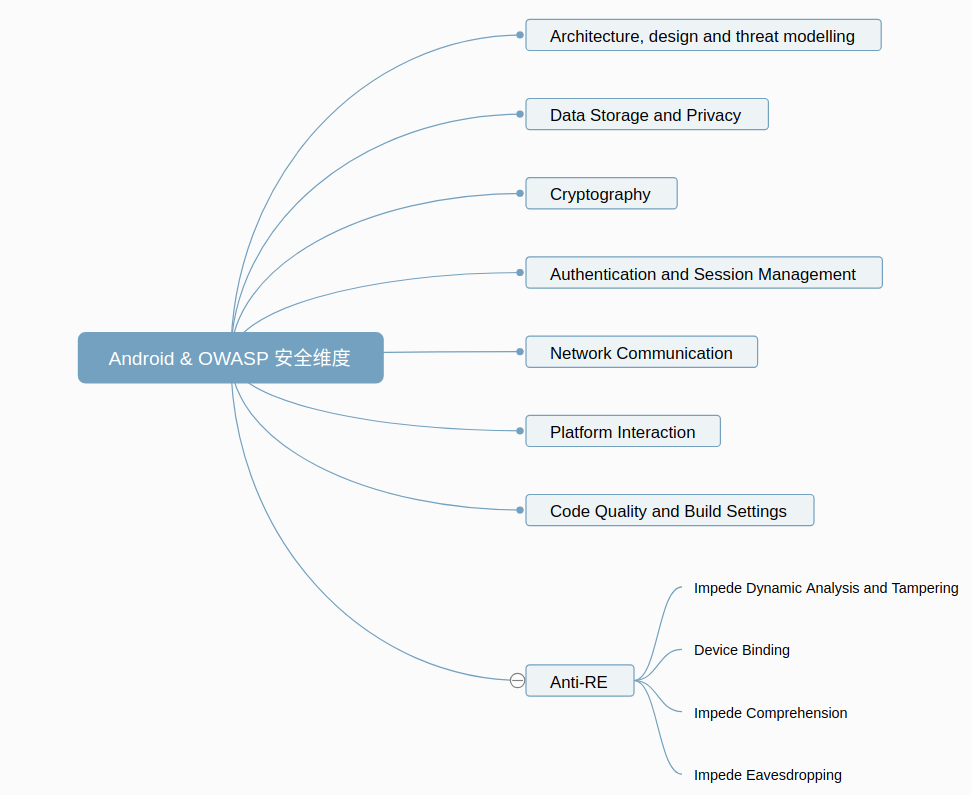 Architecture, design and threat modelling
Data Storage and Privacy
Cryptography
Authentication and Session Management
Android & OWASP 安全维度
Network Communication
Platform Interaction
Code Quality and Build Settings
Impede Dynamic Analysis and Tampering
Device Binding
Anti-RE
Impede Comprehension
Impede Eavesdropping